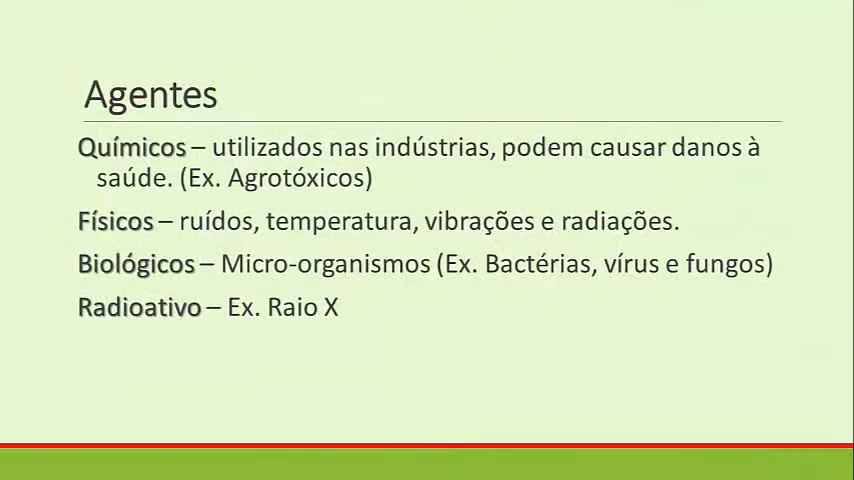 Agentes
Químicos – utilizados nas indústrias, podem causar danos à
saúde. (Ex. Agrotóxicos)
Físicos – ruídos, temperatura, vibrações e radiações.
Biológicos – Micro-organismos (Ex. Bactérias, vírus e fungos)
Radioativo – Ex. Raio X